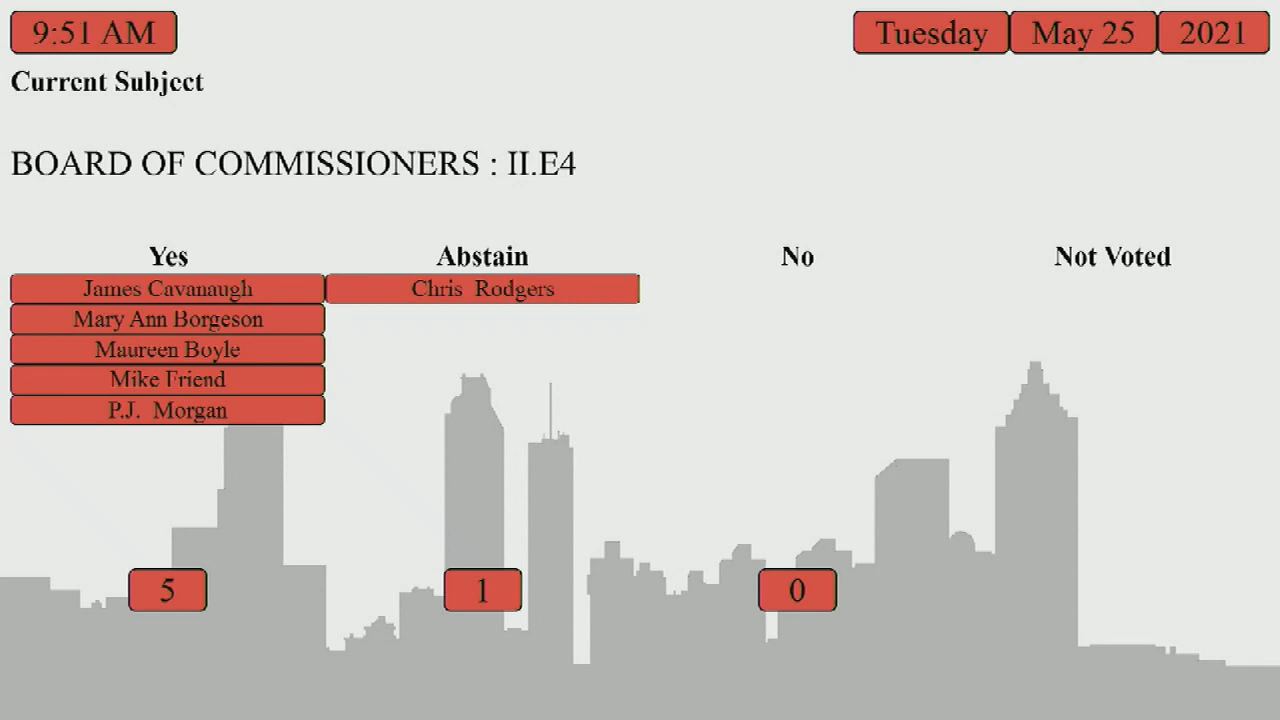 9:51 AM Tuesday May 25 2021
Current Subject
BOARD OF COMMISSIONERS : II.E4
Yes Abstain No Not Voted
James Cavanaugh Chris Rodgers
Mary Ann Borgeson
Maureen Boyle
Mike Friend
P.J. Morgan
5 1 0